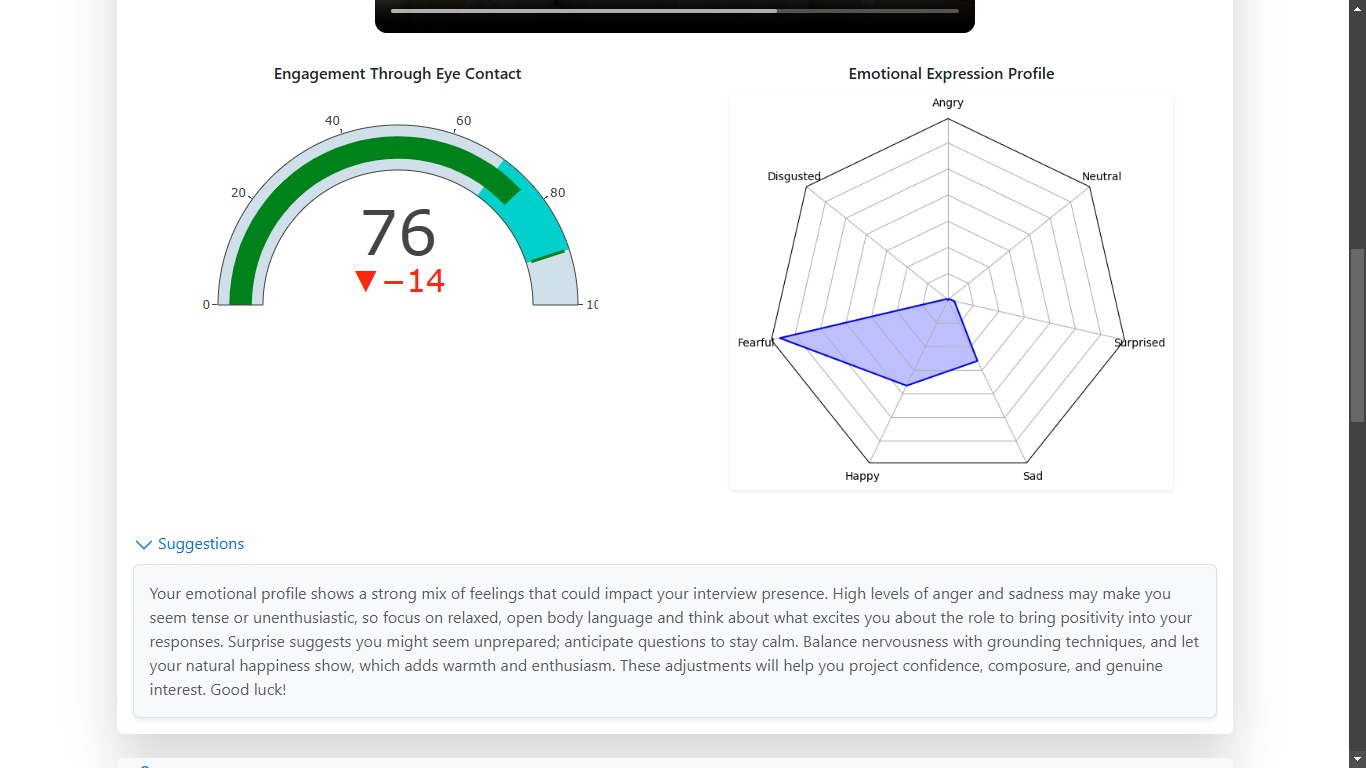 Engagement Through Eye Contact
Emotional Expression Profile
0
20
40
60
80
10
76
▼−14
Angry
Neutral
Disgusted
Surprised
Fearful
Happy
Sad
Suggestions
Your emotional profile shows a strong mix of feelings that could impact your interview presence. High levels of anger and sadness may make you
seem tense or unenthusiastic, so focus on relaxed, open body language and think about what excites you about the role to bring positivity into your
responses. Surprise suggests you might seem unprepared; anticipate questions to stay calm. Balance nervousness with grounding techniques, and let
your natural happiness show, which adds warmth and enthusiasm. These adjustments will help you project confidence, composure, and genuine
interest. Good luck!